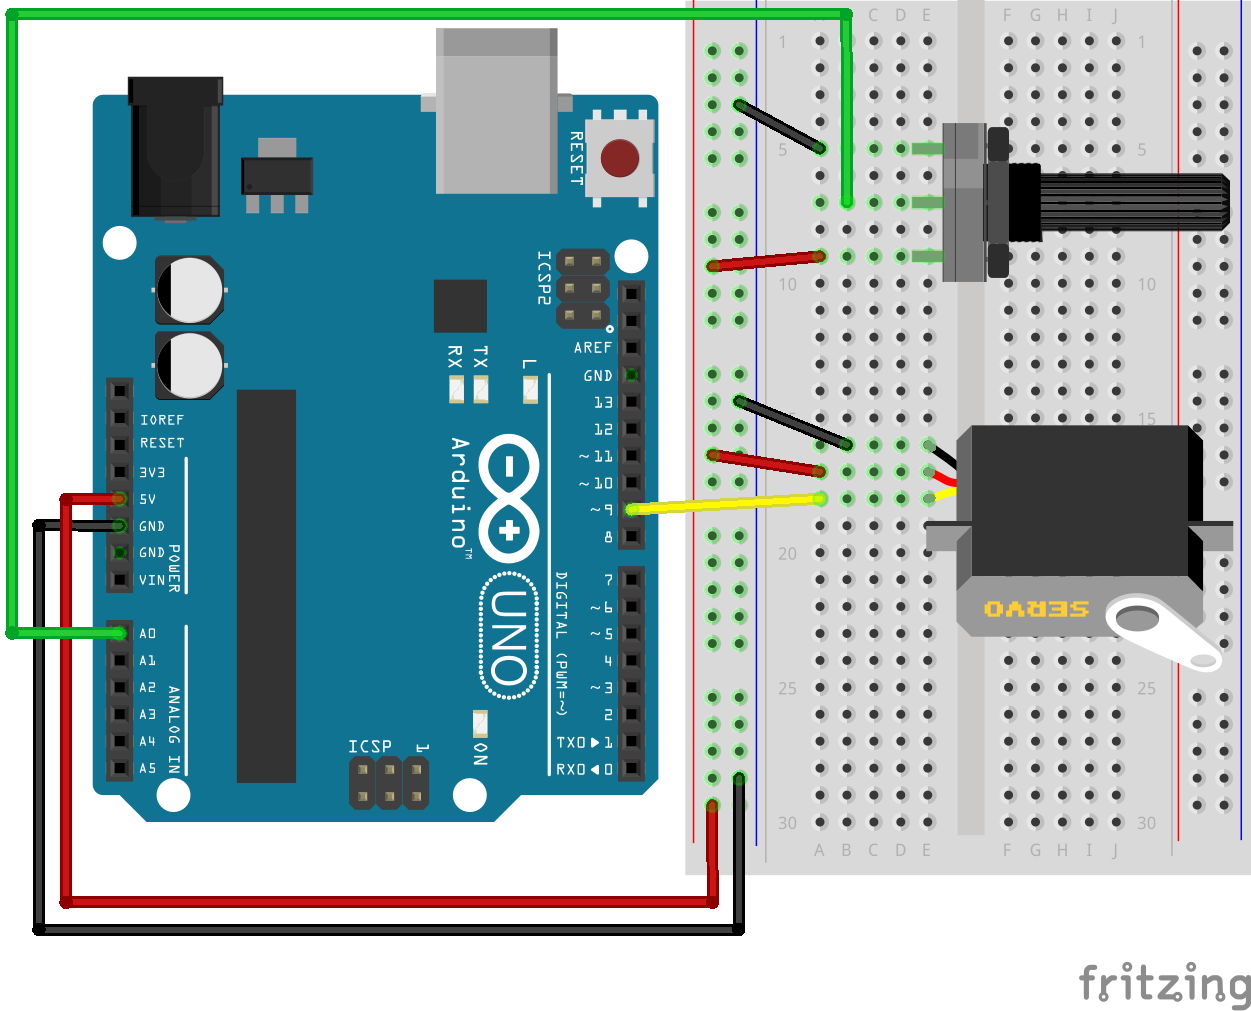 A C D E F G H I J
1 1
5 5
10 10
15 15
20 20
25 25
30 30
A B C D E F G H I J
RESET
ICSP2
AREF
GND
13
12
~11
~10
~9
8
7
~6
~5
4
~3
2
TX0▶1
RX0◀0
DIGITAL (PWM=~)
RX
TX
L
Arduino™
UNO
IOREF
RESET
3V3
5V
GND
GND
VIN
POWER
A0
A1
A2
A3
A4
A5
ANALOG IN
ICSP 1
ON
SERVO
fritzing